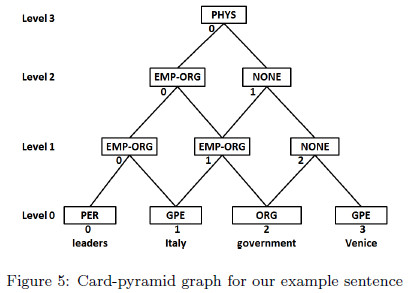 Level 3 PHYS
0
Level 2 EMP-ORG NONE
0 1
Level 1 EMP-ORG EMP-ORG NONE
0 1 2
Level 0 PER GPE ORG GPE
0 1 2 3
leaders Italy government Venice
Figure 5: Card-pyramid graph for our example sentence